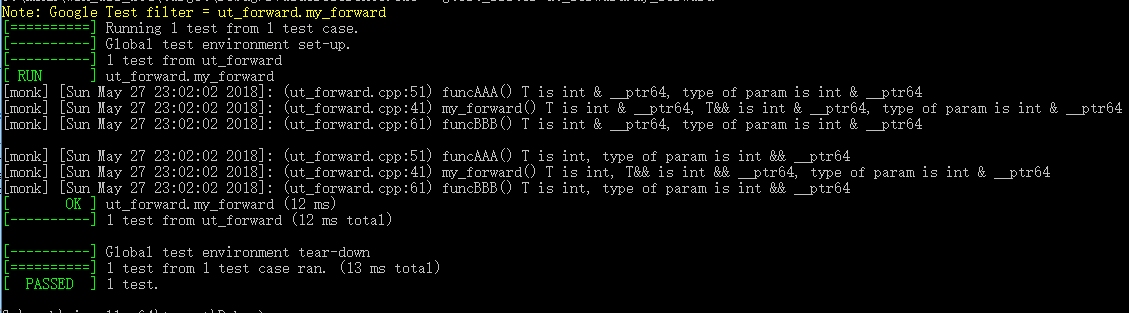 Note: Google Test filter = ut_forward.my_forward
[==========] Running 1 test from 1 test case.
[----------] Global test environment set-up.
[----------] 1 test from ut_forward
[ RUN      ] ut_forward.my_forward
[monk] [Sun May 27 23:02:02 2018]: (ut_forward.cpp:51) funcAAA() T is int & __ptr64, type of param is int & __ptr64
[monk] [Sun May 27 23:02:02 2018]: (ut_forward.cpp:41) my_forward() T is int & __ptr64, T&& is int & __ptr64, type of param is int & __ptr64
[monk] [Sun May 27 23:02:02 2018]: (ut_forward.cpp:61) funcBBB() T is int & __ptr64, type of param is int & __ptr64
[monk] [Sun May 27 23:02:02 2018]: (ut_forward.cpp:51) funcAAA() T is int, type of param is int && __ptr64
[monk] [Sun May 27 23:02:02 2018]: (ut_forward.cpp:41) my_forward() T is int, T&& is int && __ptr64, type of param is int & __ptr64
[monk] [Sun May 27 23:02:02 2018]: (ut_forward.cpp:61) funcBBB() T is int, type of param is int && __ptr64
[       OK ] ut_forward.my_forward (12 ms)
[----------] 1 test from ut_forward (12 ms total)
[----------] Global test environment tear-down
[==========] 1 test from 1 test case ran. (13 ms total)
[  PASSED  ] 1 test.